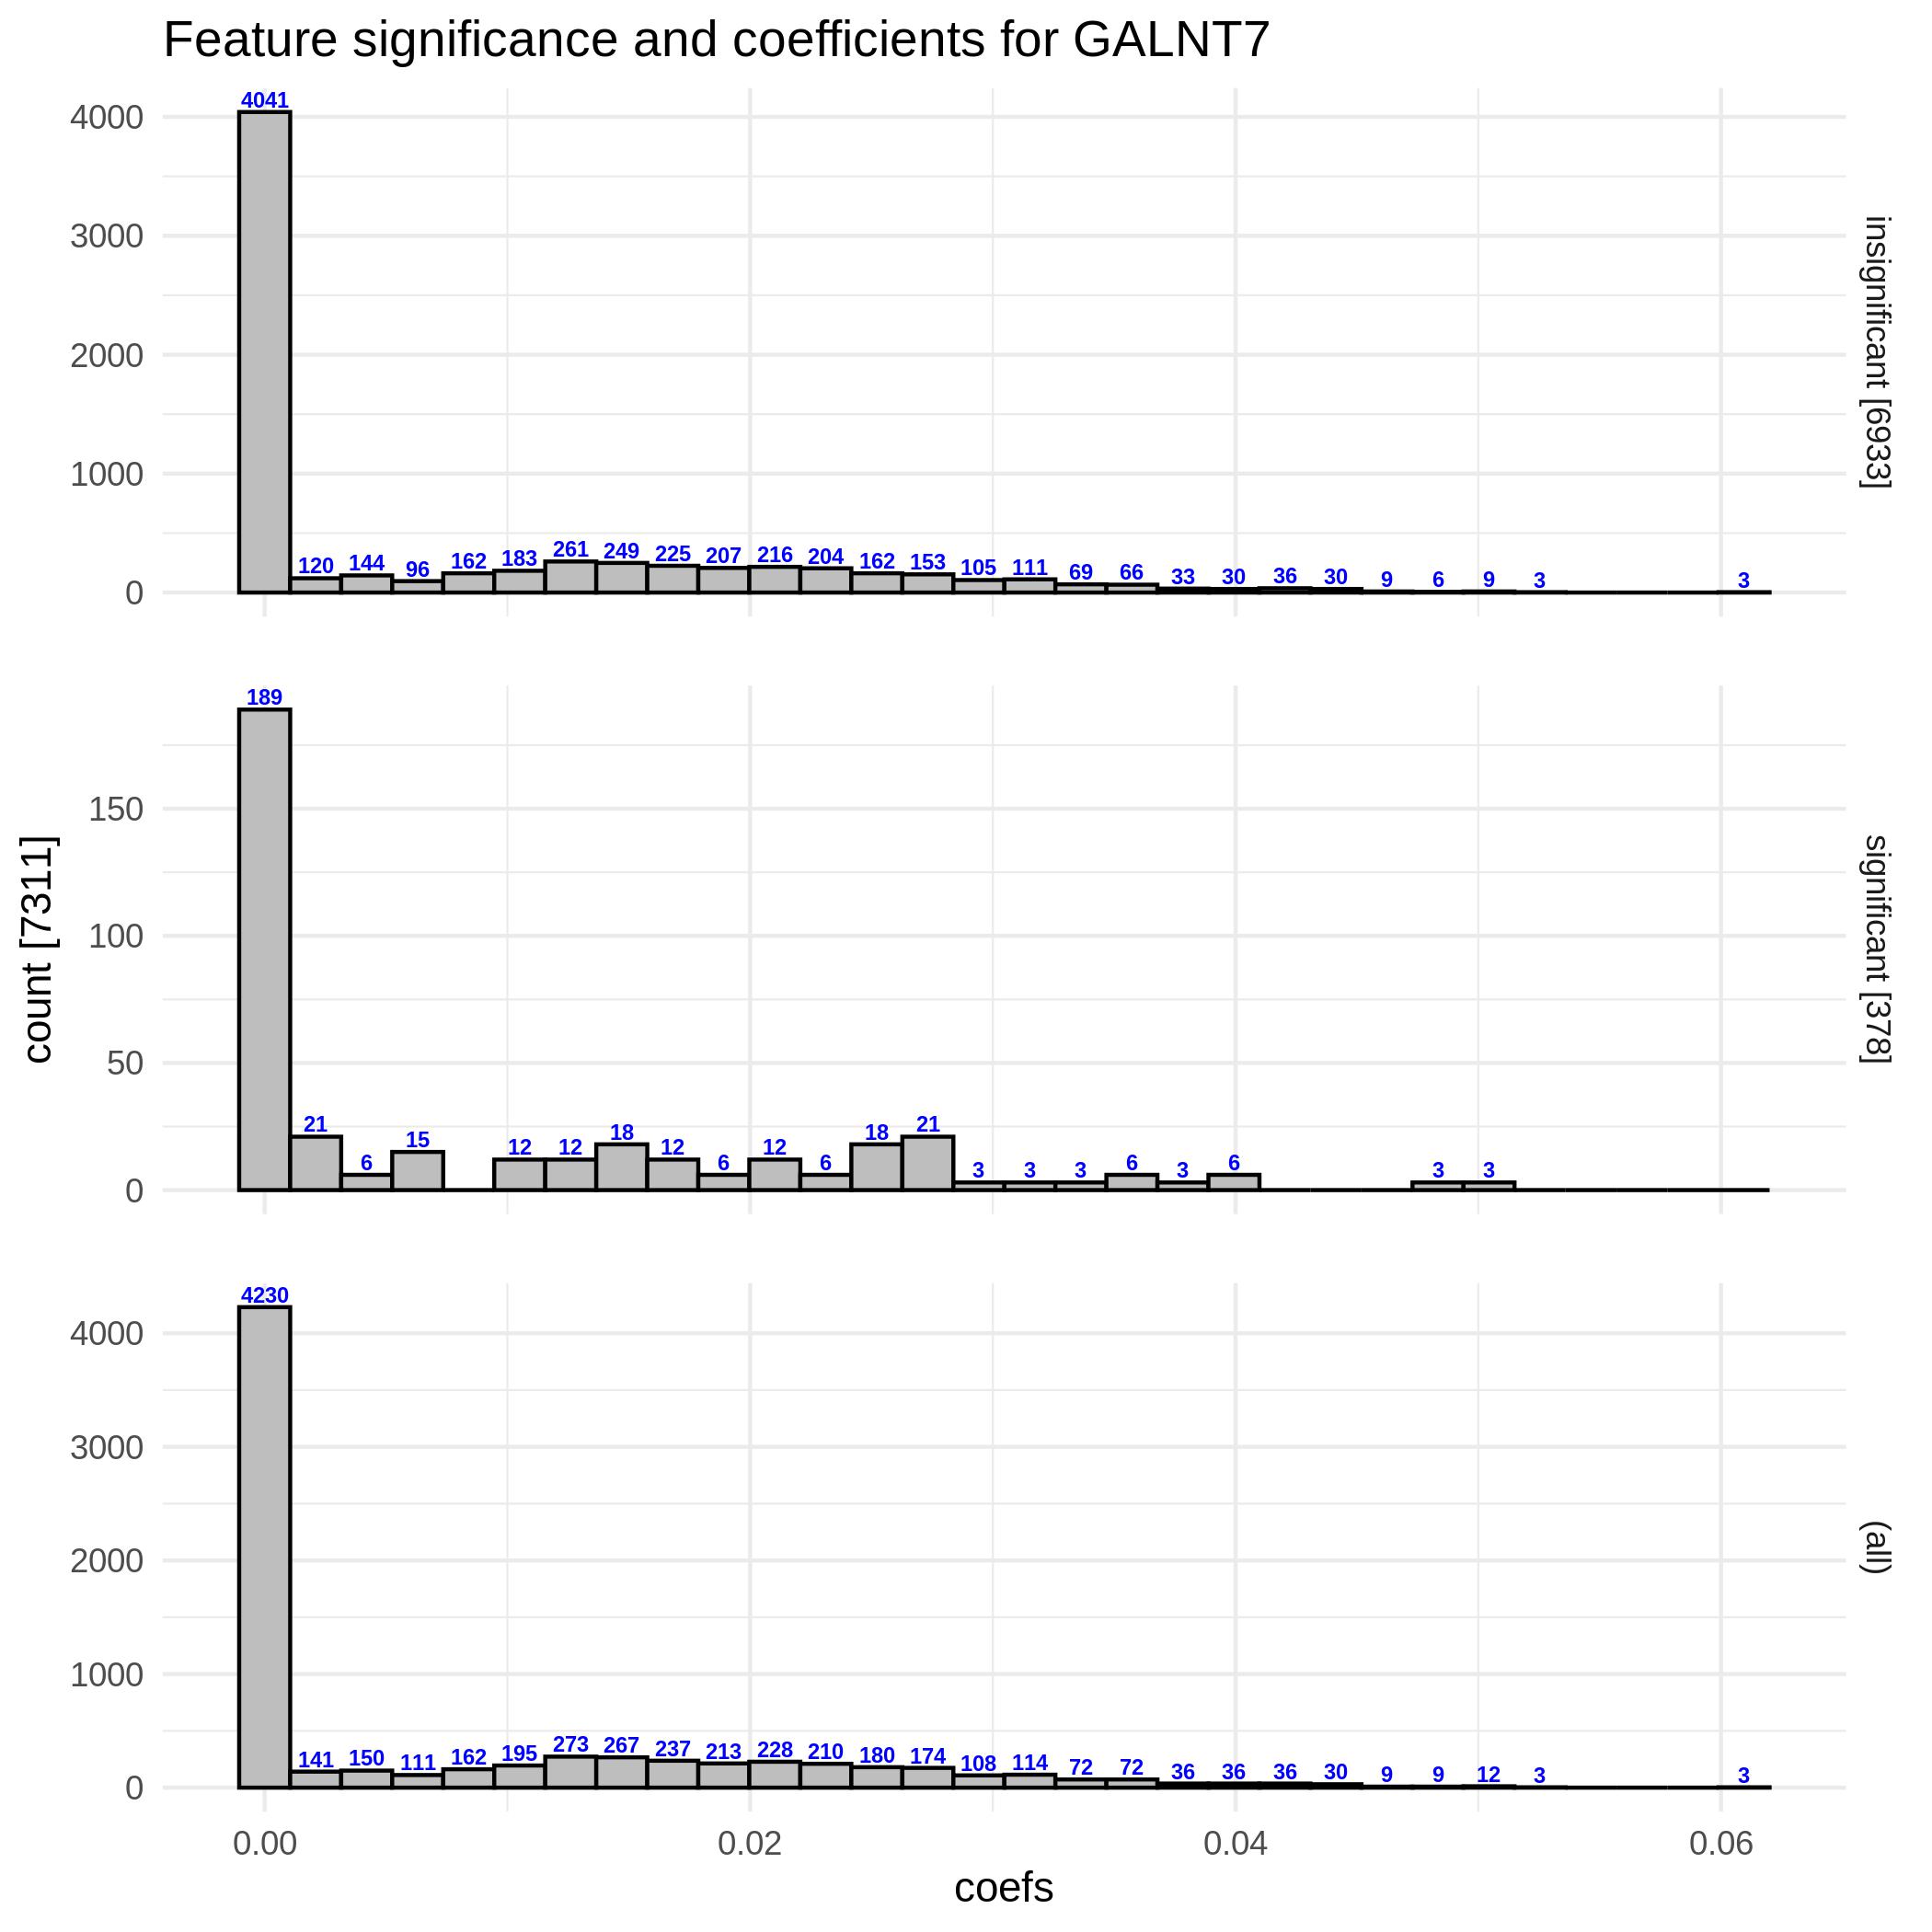 Feature significance and coefficients for GALNT7
4041
4000
3000
2000
1000
0
120 144 96 162 183 261 249 225 207 216 204 162 153 105 111 69 66 33 30 36 30 9 6 9 3 3
insignificant [6933]
189
150
100
50
0
21 6 15 12 12 18 12 6 12 6 18 21 3 3 3 6 3 6 3 3
significant [378]
count [7311]
4230
4000
3000
2000
1000
0
141 150 111 162 195 273 267 237 213 228 210 180 174 108 114 72 72 36 36 36 30 9 9 12 3 3
(all)
0.00 0.02 0.04 0.06
coefs